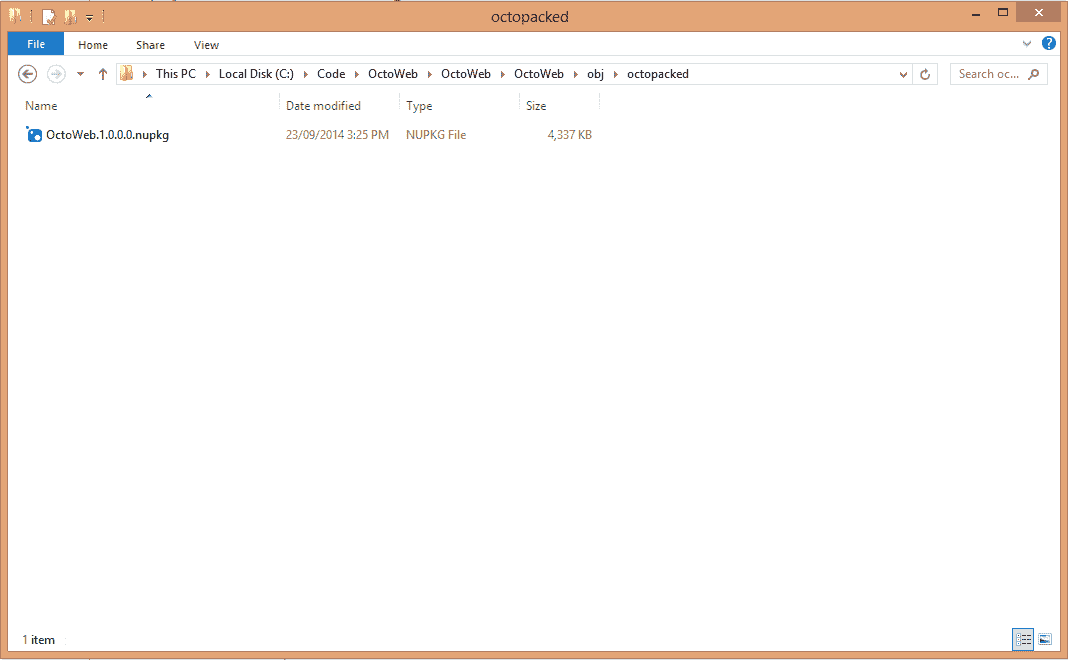 octopacked
File Home Share View
This PC Local Disk (C:) Code OctoWeb OctoWeb OctoWeb obj octopacked Search oc...
Name Date modified Type Size
OctoWeb.1.0.0.0.nupkg 23/09/2014 3:25 PM NUPKG File 4,337 KB
1 item